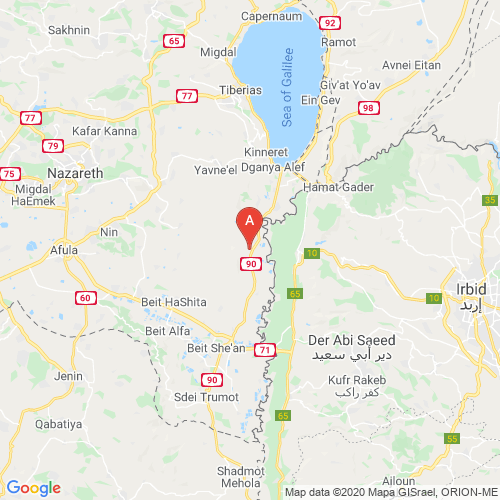 Capernaum
92
Sakhnin
65
Ramot
Migdal
Avnei Eitan
Sea of Galilee
Giv'at Yo'av
Tiberias
77
Ein Gev
98
77
Kafar Kanna
79
Kinneret
Dganya Alef
75
Nazareth
Yavne'el
Migdal
HaEmek
Hamat Gader
35
A
Nin
Afula
10
90
Irbid
إربد
60
65
10
Beit HaShita
Beit Alfa
Der Abi Saeed
دير أبي سعيد
Beit She'an
71
Jenin
90
Kufr Rakeb
كفر راكب
Sdei Trumot
65
Qabatiya
55
Shadmot
Mehola
Ajloun
Google
Map data ©2020 Mapa GISrael, ORION-ME